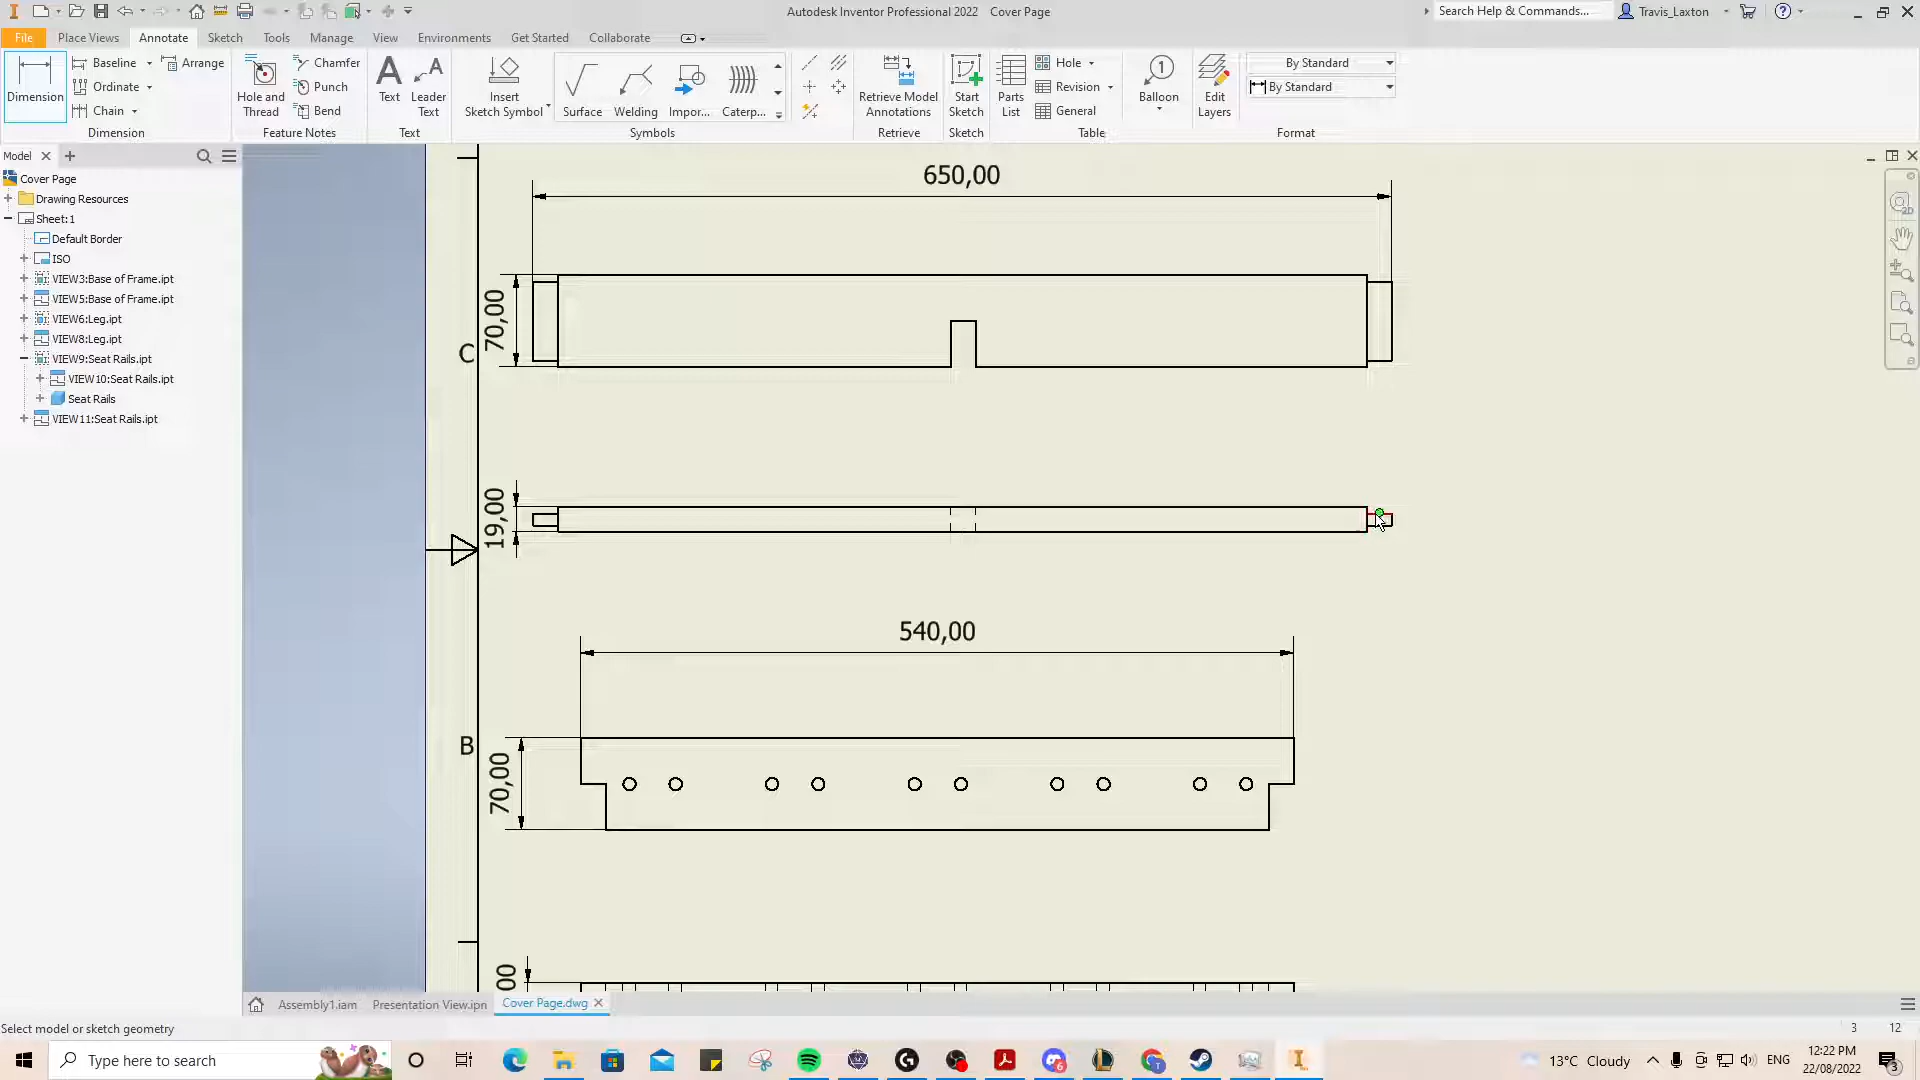 Autodesk Inventor Professional 2022 Cover Page
Search Help & Commands...
Travis_Laxton
File Place Views Annotate Sketch Tools Manage View Environments Get Started Collaborate
Dimension
Baseline
Ordinate
Chain
Arrange
Dimension
Hole and Thread
Chamfer
Punch
Bend
Feature Notes
Text
Leader Text
Text
Insert Sketch Symbol
Surface
Welding
Impor...
Caterp...
Symbols
Retrieve Model Annotations
Retrieve
Start Sketch
Sketch
Parts List
Hole
Revision
General
Table
Balloon
Edit Layers
By Standard
By Standard
Format
Model
Cover Page
Drawing Resources
Sheet:1
Default Border
ISO
VIEW3:Base of Frame.ipt
VIEW5:Base of Frame.ipt
VIEW6:Leg.ipt
VIEW8:Leg.ipt
VIEW9:Seat Rails.ipt
VIEW10:Seat Rails.ipt
Seat Rails
VIEW11:Seat Rails.ipt
650,00
70,00
C
19,00
540,00
B
70,00
00
Assembly1.iam Presentation View.ipn Cover Page.dwg
Select model or sketch geometry
3 12
Type here to search
13°C Cloudy
ENG
12:22 PM
22/08/2022